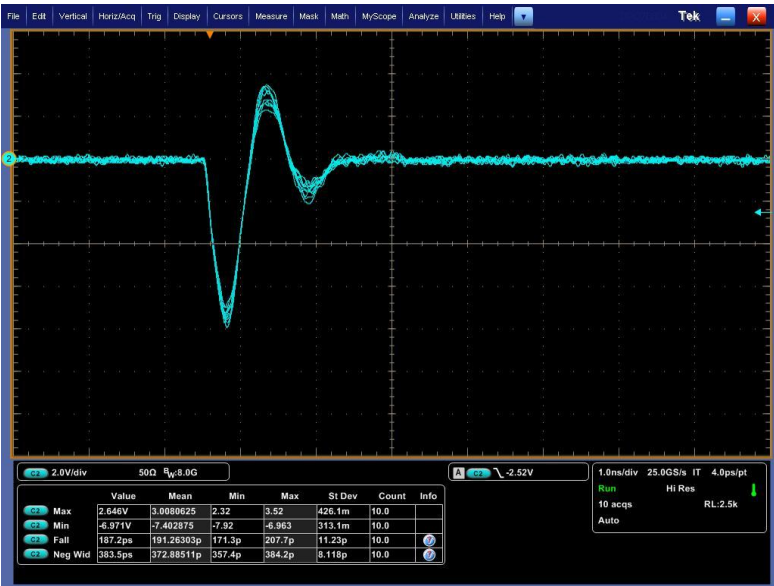 File Edit Vertical Horiz/Acq Trig Display Cursors Measure Mask Math MyScope Analyze Utilities Help Tek X
2
C2 2.0V/div 50Ω BW:8.0G
A C2 -2.52V
1.0ns/div 25.0GS/s IT 4.0ps/pt
Run Hi Res
10 acqs RL:2.5k
Auto
Value Mean Min Max St Dev Count Info
C2 Max 2.646V 3.0080625 2.32 3.52 426.1m 10.0
C2 Min -6.971V -7.402875 -7.92 -6.963 313.1m 10.0
C2 Fall 187.2ps 191.26303p 171.3p 207.7p 11.23p 10.0
C2 Neg Wid 383.5ps 372.88511p 357.4p 384.2p 8.118p 10.0